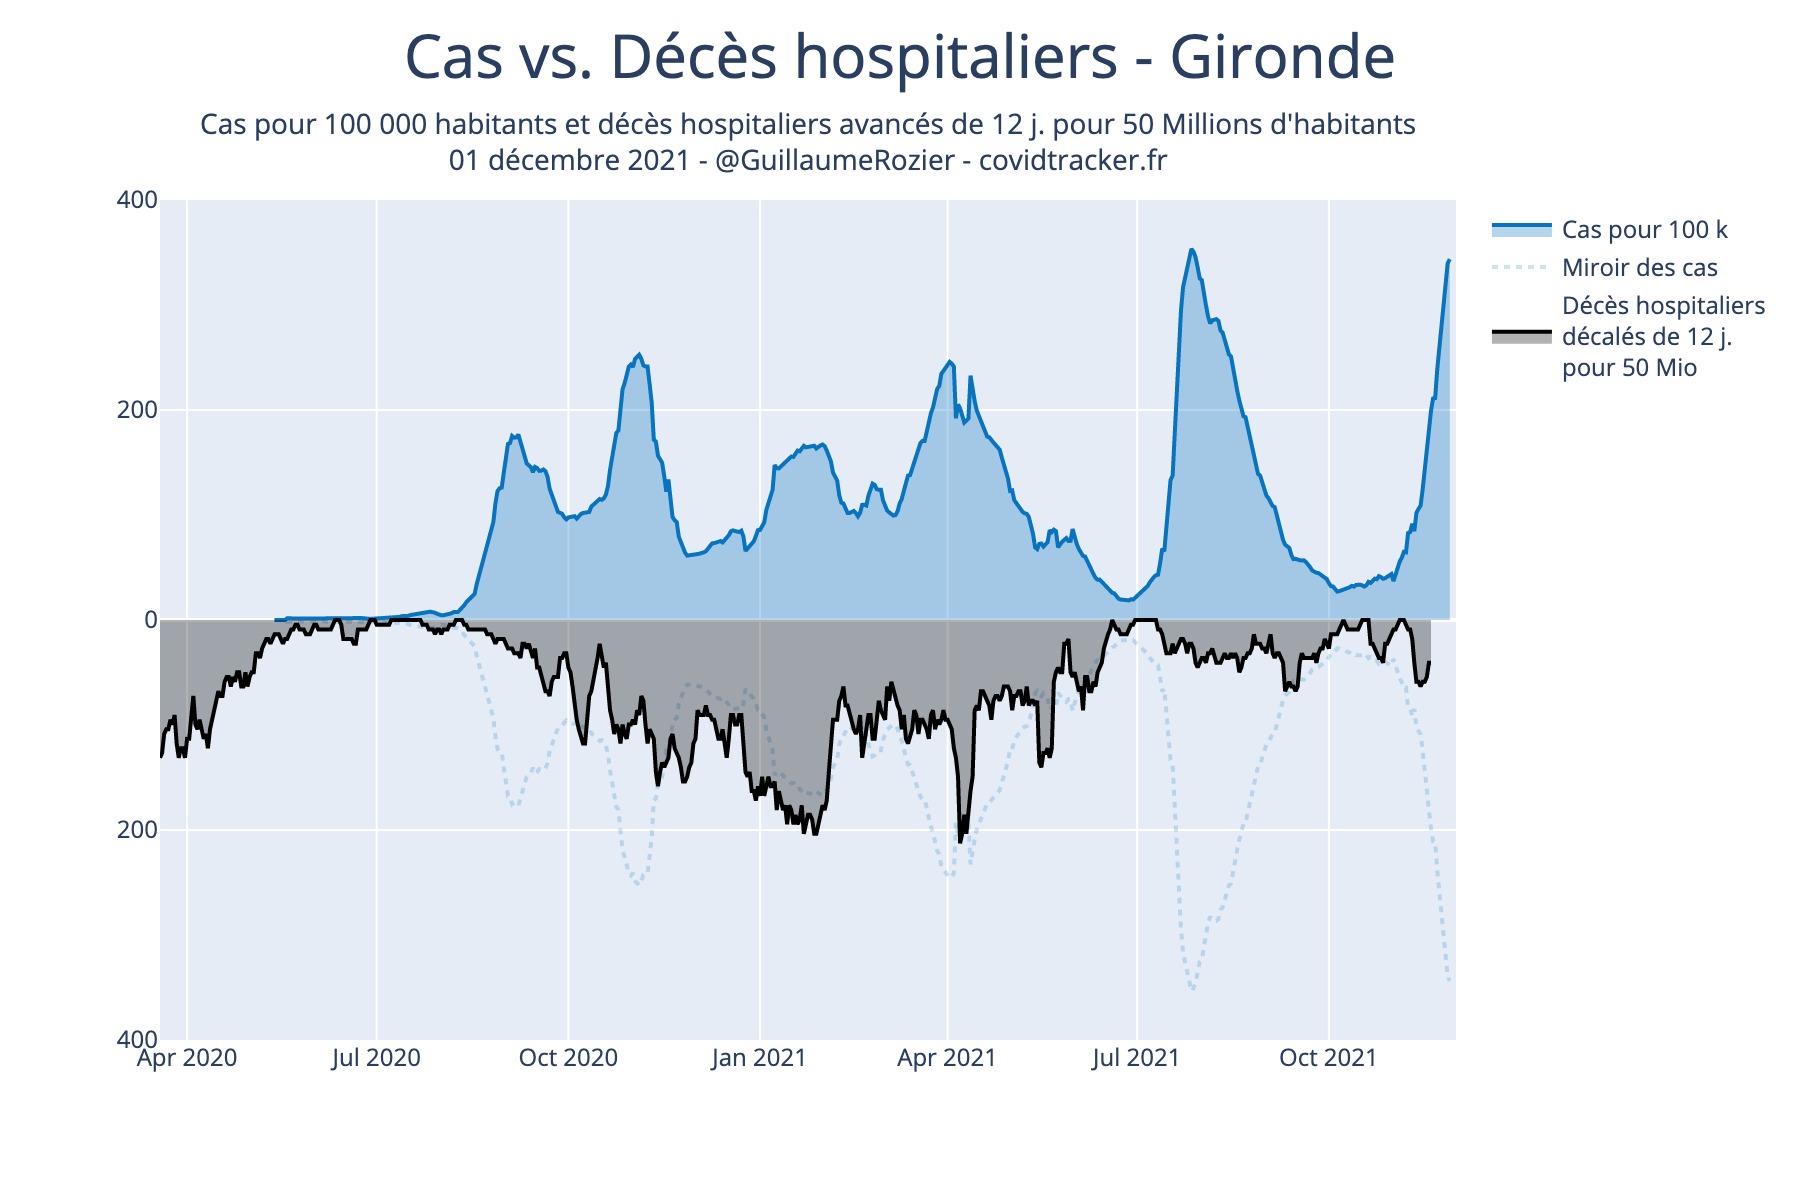 Cas vs. Décès hospitaliers - Gironde
Cas pour 100 000 habitants et décès hospitaliers avancés de 12 j. pour 50 Millions d'habitants
01 décembre 2021 - @GuillaumeRozier - covidtracker.fr
400
200
0
200
400
Apr 2020
Jul 2020
Oct 2020
Jan 2021
Apr 2021
Jul 2021
Oct 2021
Cas pour 100 k
Miroir des cas
Décès hospitaliers
décalés de 12 j.
pour 50 Mio